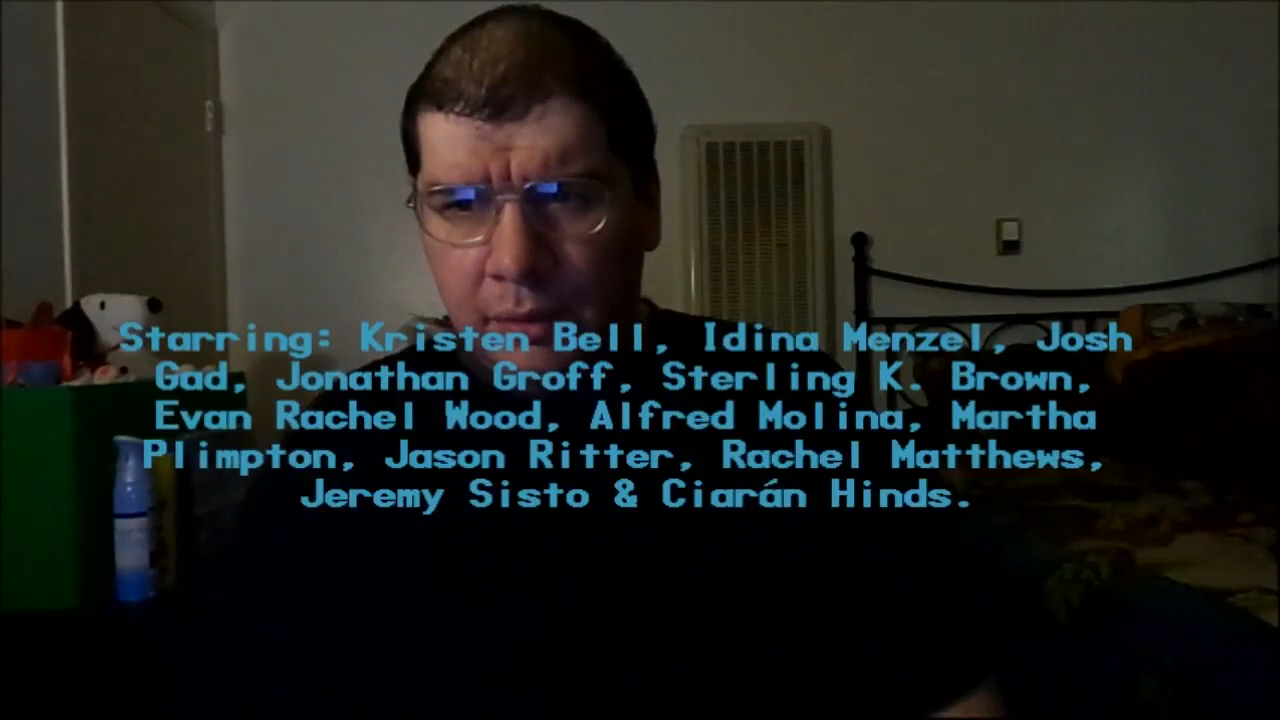 Starring: Kristen Bell, Idina Menzel, Josh
Gad, Jonathan Groff, Sterling K. Brown,
Evan Rachel Wood, Alfred Molina, Martha
Plimpton, Jason Ritter, Rachel Matthews,
Jeremy Sisto & Ciarán Hinds.